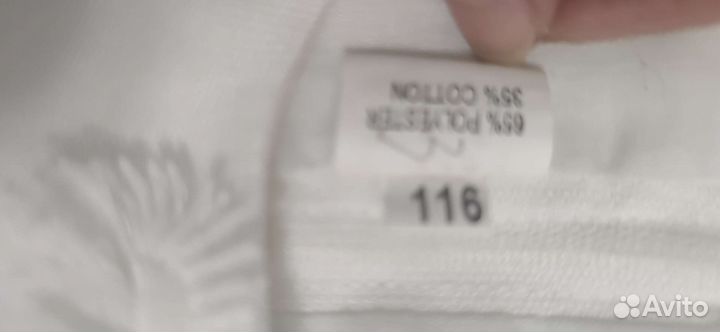 65% POLYESTER
35% COTTON
116
Avito